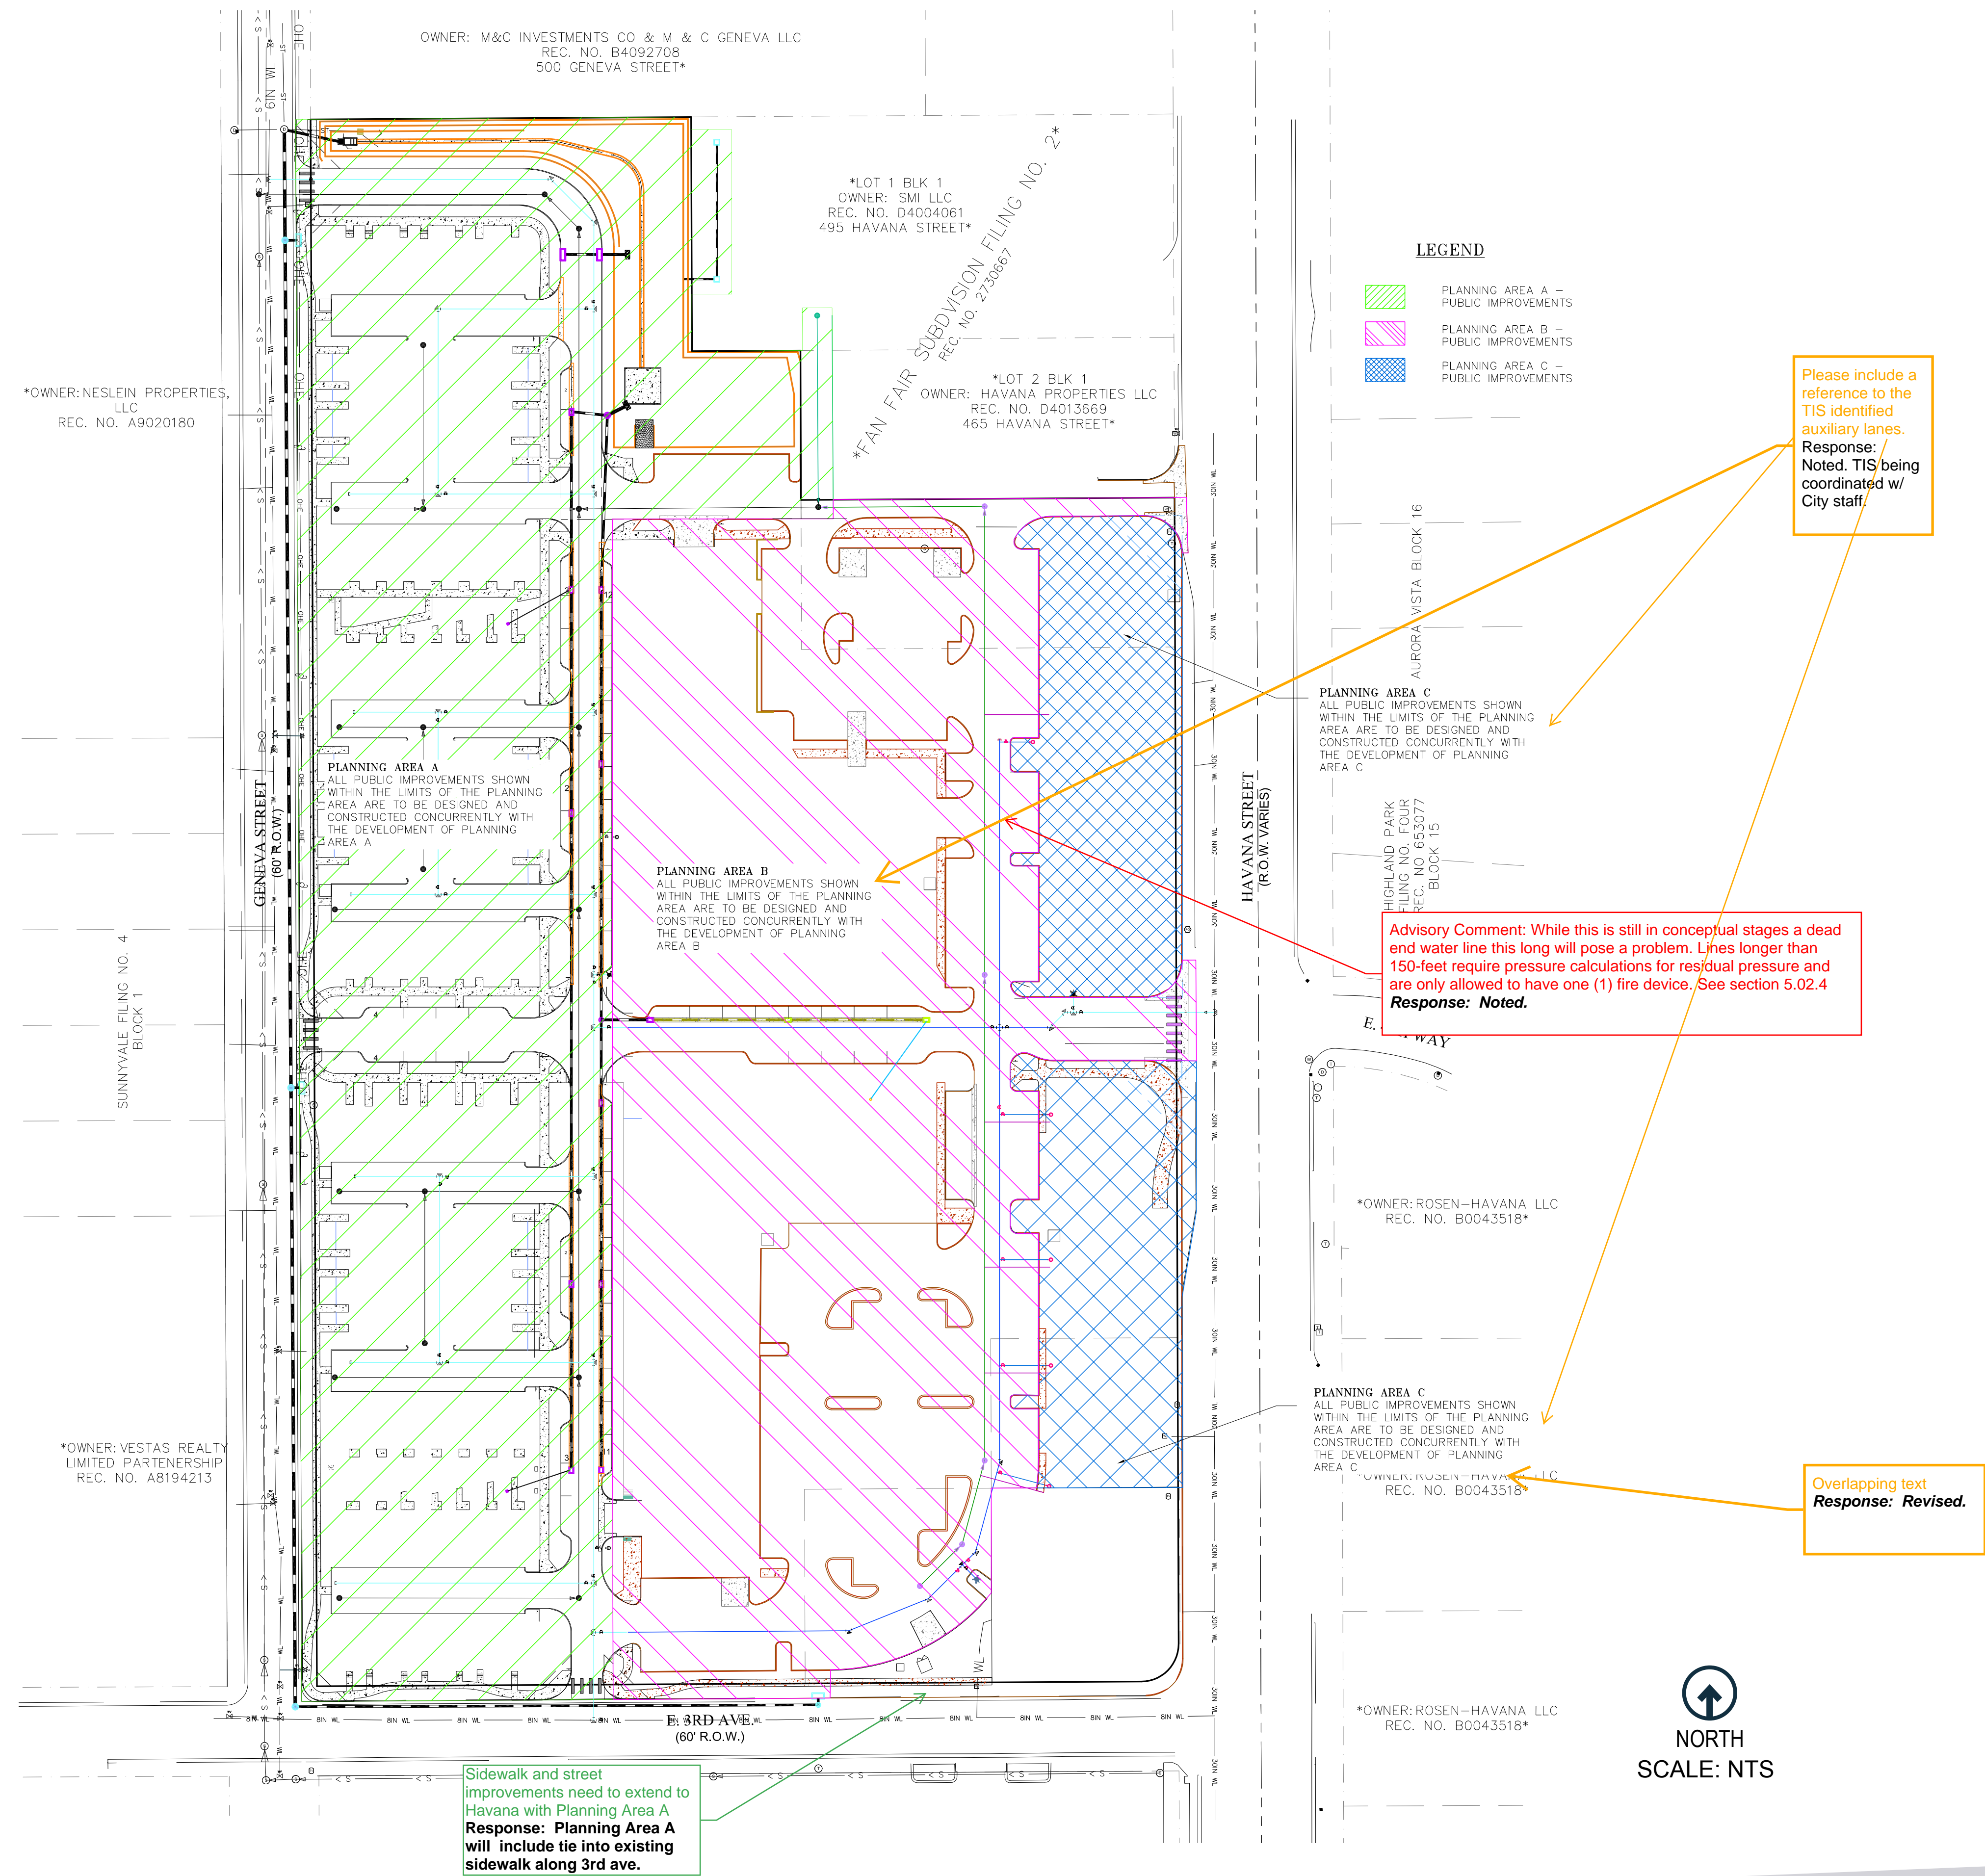 OWNER: M&C INVESTMENTS CO & M & C GENEVA LLC
REC. NO. B4092708
500 GENEVA STREET*
6IN WL
OHE
*LOT 1 BLK 1
OWNER: SMI LLC
REC. NO. D4004061
495 HAVANA STREET*
*FAN FAIR SUBDVISION FILING NO. 2*
REC. NO. 2730667
*LOT 2 BLK 1
OWNER: HAVANA PROPERTIES LLC
REC. NO. D4013669
465 HAVANA STREET*
LEGEND
PLANNING AREA A –
PUBLIC IMPROVEMENTS
PLANNING AREA B –
PUBLIC IMPROVEMENTS
PLANNING AREA C –
PUBLIC IMPROVEMENTS
Please include a
reference to the
TIS identified
auxiliary lanes.
Response:
Noted. TIS being
coordinated w/
City staff.
*OWNER: NESLEIN PROPERTIES,
LLC
REC. NO. A9020180
AURORA VISTA BLOCK 16
PLANNING AREA C
ALL PUBLIC IMPROVEMENTS SHOWN
WITHIN THE LIMITS OF THE PLANNING
AREA ARE TO BE DESIGNED AND
CONSTRUCTED CONCURRENTLY WITH
THE DEVELOPMENT OF PLANNING
AREA C
PLANNING AREA A
ALL PUBLIC IMPROVEMENTS SHOWN
WITHIN THE LIMITS OF THE PLANNING
AREA ARE TO BE DESIGNED AND
CONSTRUCTED CONCURRENTLY WITH
THE DEVELOPMENT OF PLANNING
AREA A
GENEVA STREET
(60' R.O.W.)
HAVANA STREET
(R.O.W. VARIES)
30IN WL
HIGHLAND PARK
FILING NO. FOUR
REC. NO 653077
BLOCK 15
PLANNING AREA B
ALL PUBLIC IMPROVEMENTS SHOWN
WITHIN THE LIMITS OF THE PLANNING
AREA ARE TO BE DESIGNED AND
CONSTRUCTED CONCURRENTLY WITH
THE DEVELOPMENT OF PLANNING
AREA B
Advisory Comment: While this is still in conceptual stages a dead
end water line this long will pose a problem. Lines longer than
150-feet require pressure calculations for residual pressure and
are only allowed to have one (1) fire device. See section 5.02.4
Response: Noted.
E.
WAY
SUNNYVALE FILING NO. 4
BLOCK 1
*OWNER: ROSEN–HAVANA LLC
REC. NO. B0043518*
PLANNING AREA C
ALL PUBLIC IMPROVEMENTS SHOWN
WITHIN THE LIMITS OF THE PLANNING
AREA ARE TO BE DESIGNED AND
CONSTRUCTED CONCURRENTLY WITH
THE DEVELOPMENT OF PLANNING
AREA C
OWNER: ROSEN–HAVANA LLC
REC. NO. B0043518*
*OWNER: VESTAS REALTY
LIMITED PARTENERSHIP
REC. NO. A8194213
Overlapping text
Response: Revised.
*OWNER: ROSEN–HAVANA LLC
REC. NO. B0043518*
NORTH
SCALE: NTS
8IN WL
E. 3RD AVE.
(60' R.O.W.)
Sidewalk and street
improvements need to extend to
Havana with Planning Area A
Response: Planning Area A
will include tie into existing
sidewalk along 3rd ave.